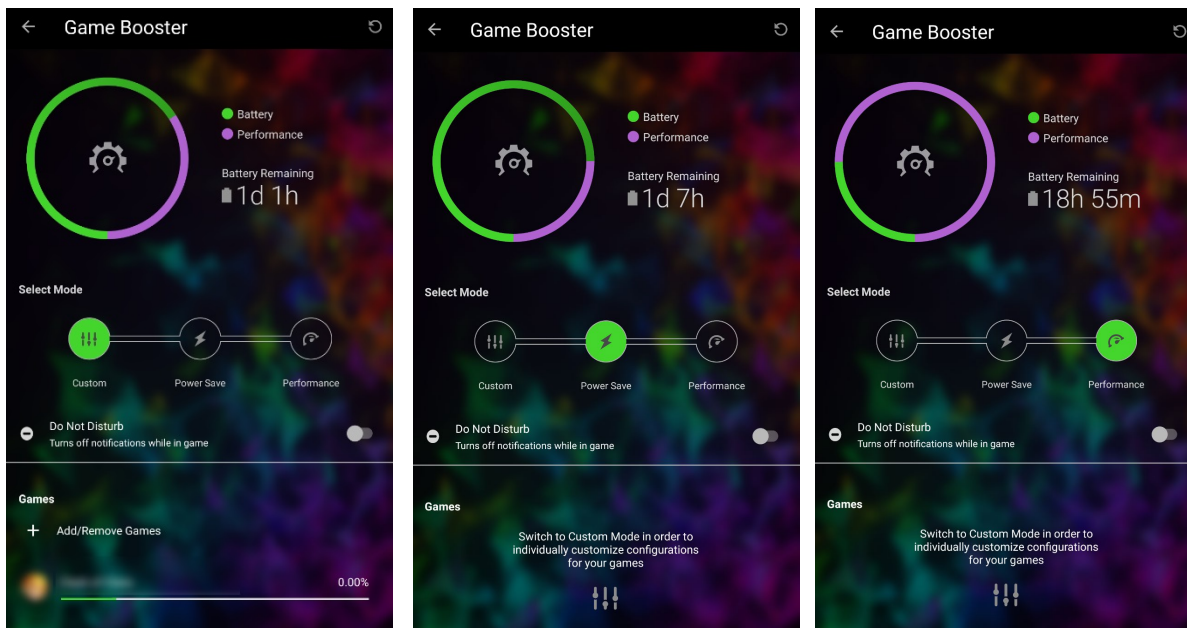 Game Booster
Battery
Performance
Battery Remaining
1d 1h
Select Mode
Custom
Power Save
Performance
Do Not Disturb
Turns off notifications while in game
Games
Add/Remove Games
0.00%
Game Booster
Battery
Performance
Battery Remaining
1d 7h
Select Mode
Custom
Power Save
Performance
Do Not Disturb
Turns off notifications while in game
Games
Switch to Custom Mode in order to
individually customize configurations
for your games
Game Booster
Battery
Performance
Battery Remaining
18h 55m
Select Mode
Custom
Power Save
Performance
Do Not Disturb
Turns off notifications while in game
Games
Switch to Custom Mode in order to
individually customize configurations
for your games